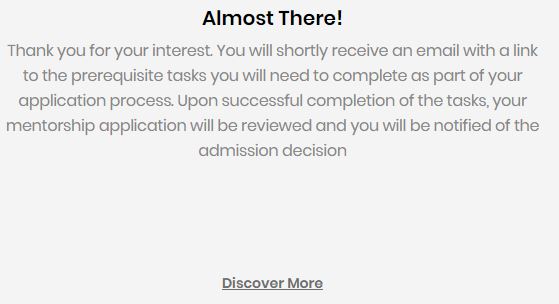 Almost There!
Thank you for your interest. You will shortly receive an email with a link
to the prerequisite tasks you will need to complete as part of your
application process. Upon successful completion of the tasks, your
mentorship application will be reviewed and you will be notified of the
admission decision
Discover More